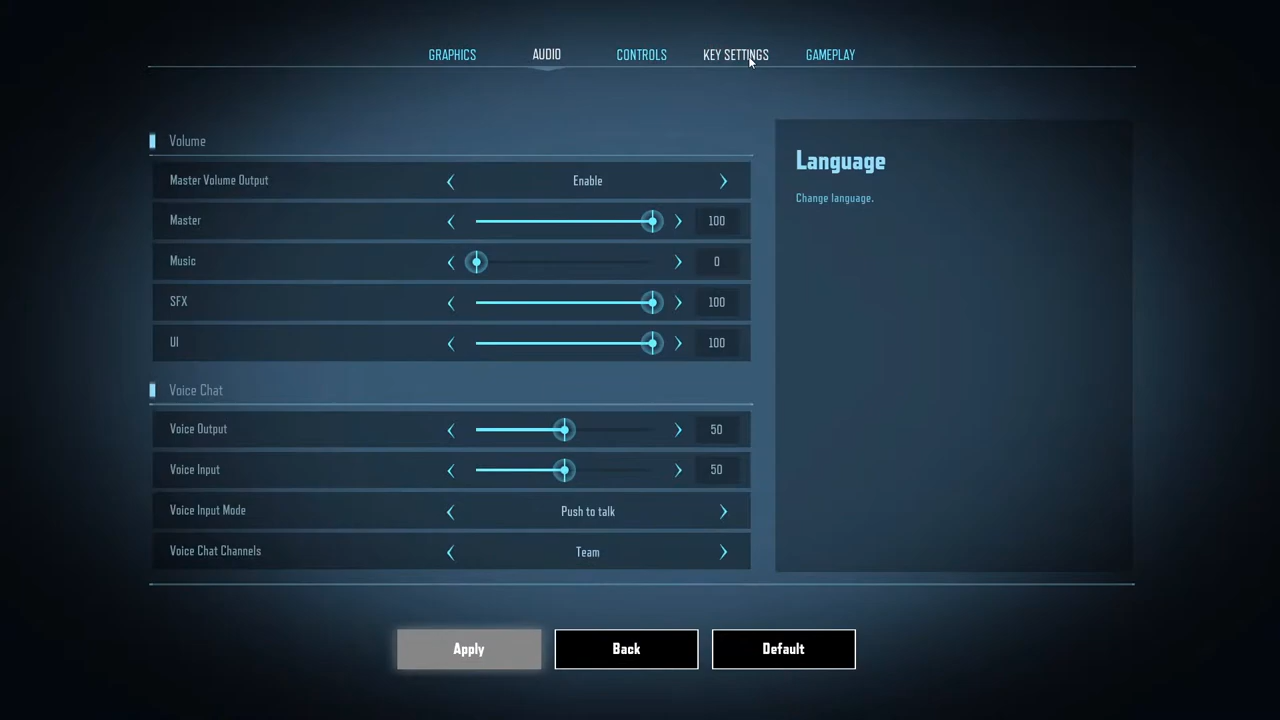 GRAPHICS AUDIO CONTROLS KEY SETTINGS GAMEPLAY
Volume
Master Volume Output Enable
Master 100
Music 0
SFX 100
UI 100
Voice Chat
Voice Output 50
Voice Input 50
Voice Input Mode Push to talk
Voice Chat Channels Team
Language
Change language.
Apply Back Default